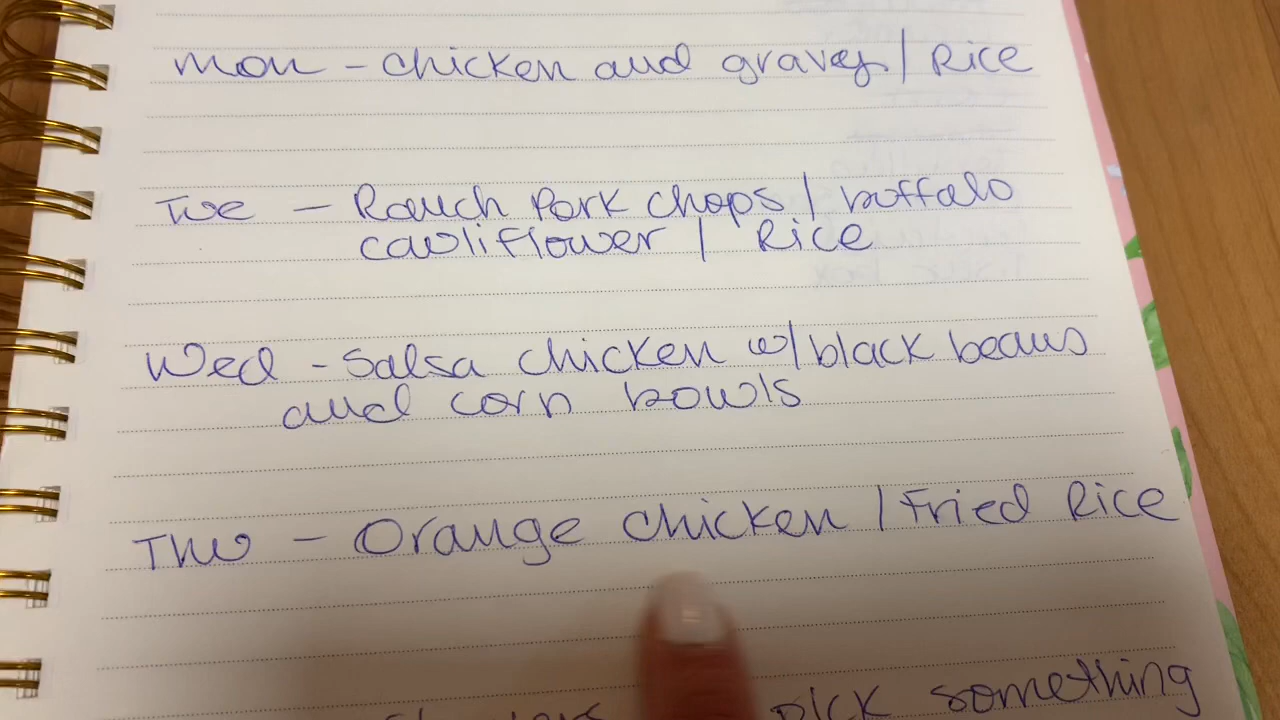 Mon - chicken and gravey / Rice
Tue - Ranch Pork chops / buffalo
cauliflower / Rice
Wed - Salsa chicken w/ black beans
and corn bowls
Thu - Orange chicken / Fried Rice
pick something